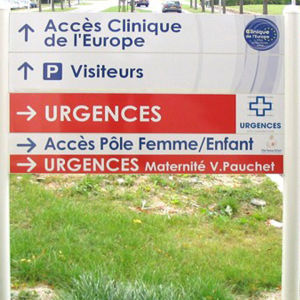 Accès Clinique
de l'Europe
P Visiteurs
URGENCES
URGENCES
Accès Pôle Femme/Enfant
URGENCES Maternité V.Pauchet
Clinique
de l'Europe